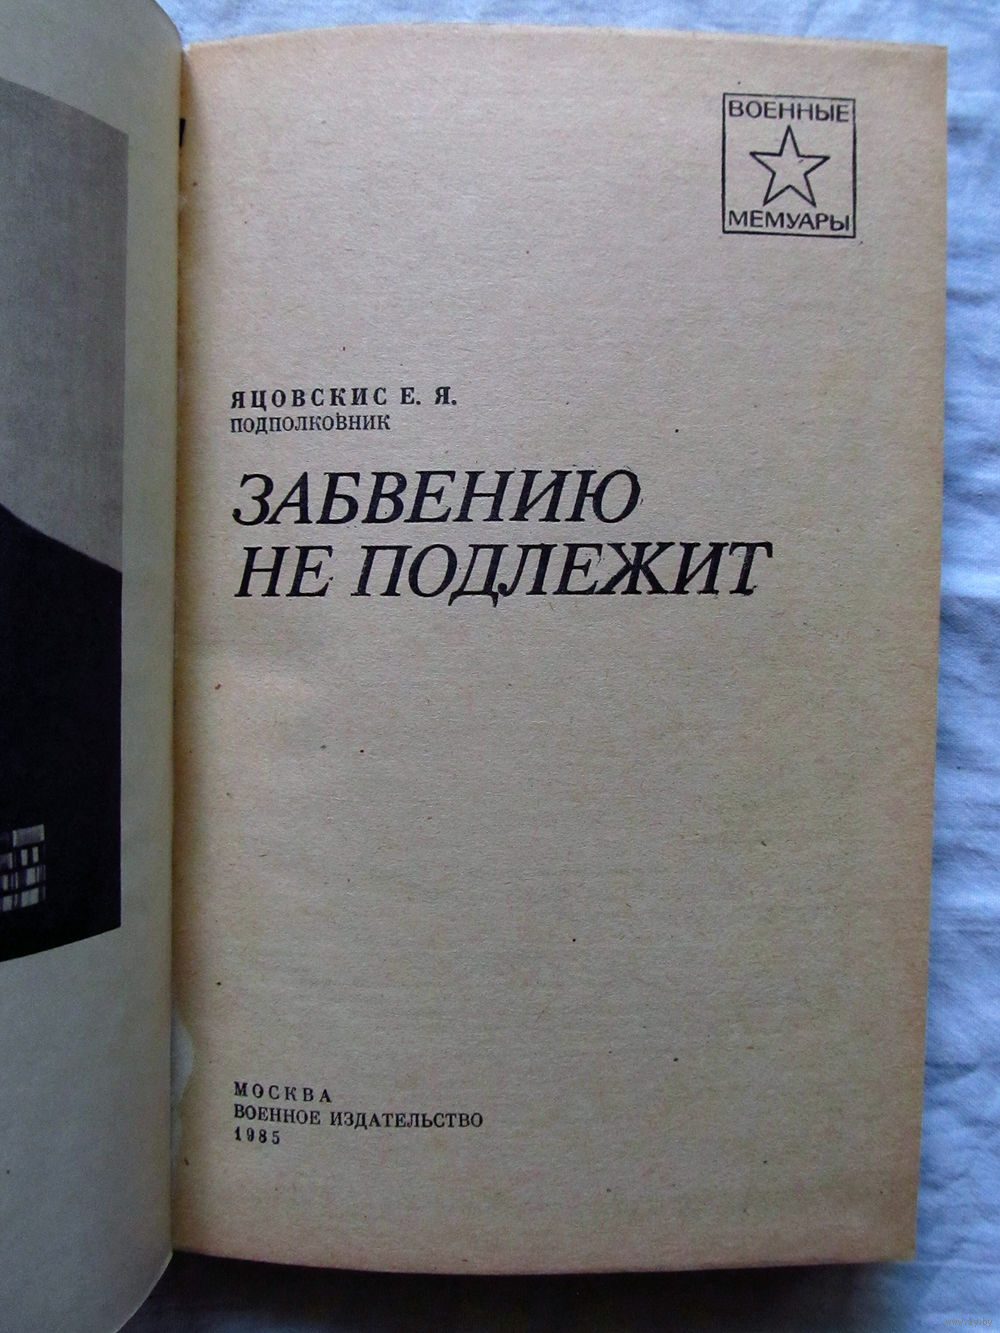 ВОЕННЫЕ
МЕМУАРЫ
ЯЦОВСКИС Е. Я.
ПОДПОЛКОВНИК
ЗАБВЕНИЮ
НЕ ПОДЛЕЖИТ
МОСКВА
ВОЕННОЕ ИЗДАТЕЛЬСТВО
1985